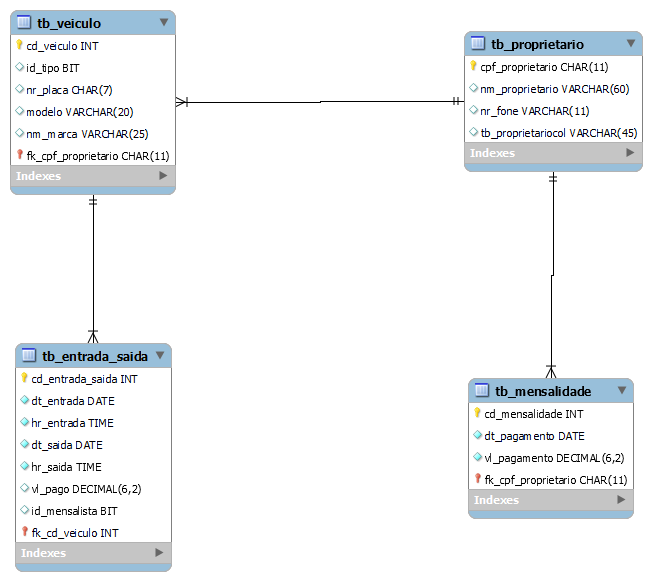 tb_veiculo
cd_veiculo INT
id_tipo BIT
nr_placa CHAR(7)
modelo VARCHAR(20)
nm_marca VARCHAR(25)
fk_cpf_proprietario CHAR(11)
Indexes
tb_proprietario
cpf_proprietario CHAR(11)
nm_proprietario VARCHAR(60)
nr_fone VARCHAR(11)
tb_proprietariocol VARCHAR(45)
Indexes
tb_entrada_saida
cd_entrada_saida INT
dt_entrada DATE
hr_entrada TIME
dt_saida DATE
hr_saida TIME
vl_pago DECIMAL(6,2)
id_mensalista BIT
fk_cd_veiculo INT
Indexes
tb_mensalidade
cd_mensalidade INT
dt_pagamento DATE
vl_pagamento DECIMAL(6,2)
fk_cpf_proprietario CHAR(11)
Indexes